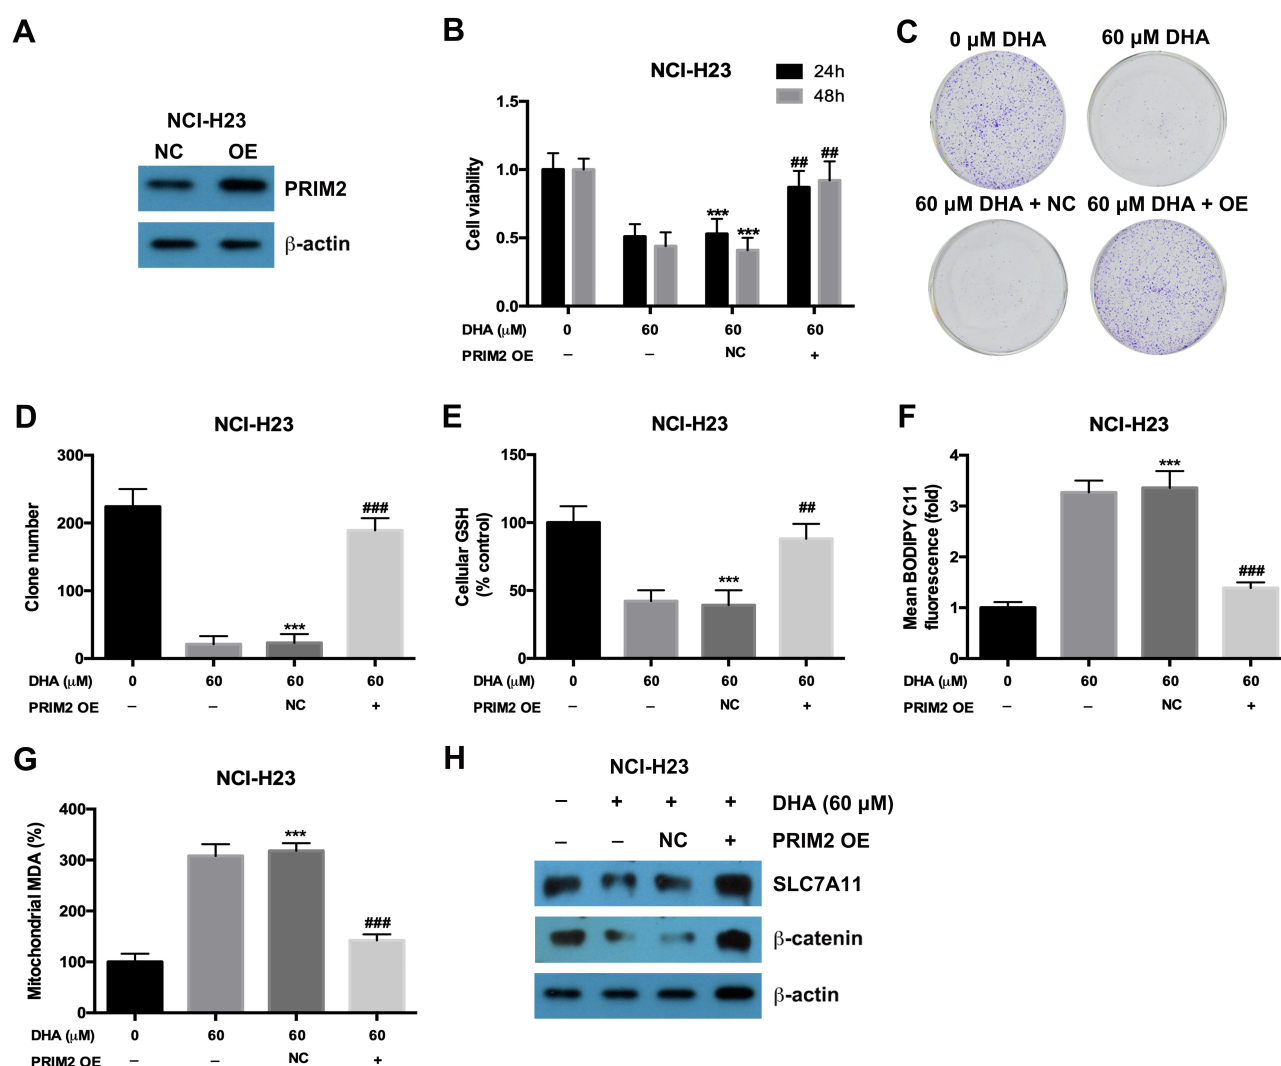 A
NCI-H23
NC OE
PRIM2
β-actin
B
NCI-H23
24h
48h
Cell viability
1.5
1.0
0.5
0.0
*** *** ## ##
DHA (μM) 0 60 60 60
PRIM2 OE – – NC +
C
0 μM DHA 60 μM DHA
60 μM DHA + NC 60 μM DHA + OE
D
NCI-H23
Clone number
300
200
100
0
*** ###
DHA (μM) 0 60 60 60
PRIM2 OE – – NC +
E
NCI-H23
Cellular GSH
(% control)
150
100
50
0
*** ##
DHA (μM) 0 60 60 60
PRIM2 OE – – NC +
F
NCI-H23
Mean BODIPY C11
fluorescence (fold)
4
3
2
1
0
*** ###
DHA (μM) 0 60 60 60
PRIM2 OE – – NC +
G
NCI-H23
Mitochondrial MDA (%)
400
300
200
100
0
*** ###
DHA (μM) 0 60 60 60
PRIM2 OE – – NC +
H
NCI-H23
– + + + DHA (60 μM)
– – NC + PRIM2 OE
SLC7A11
β-catenin
β-actin